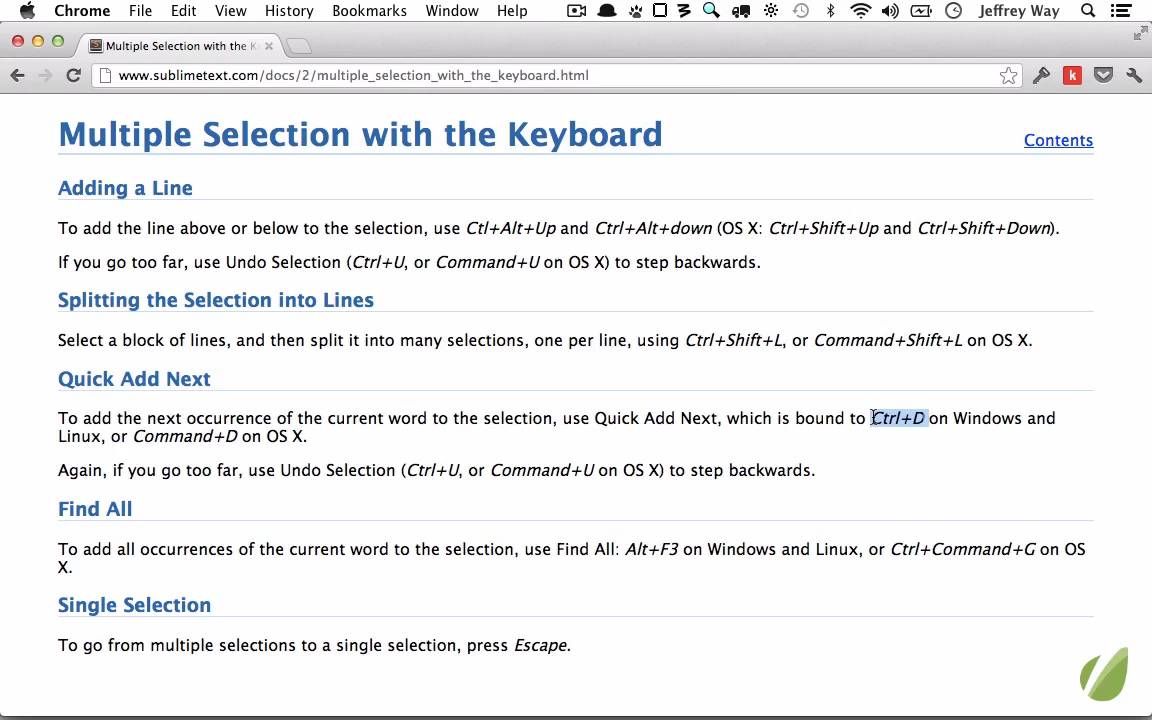 Chrome File Edit View History Bookmarks Window Help Jeffrey Way
Multiple Selection with the K
www.sublimetext.com/docs/2/multiple_selection_with_the_keyboard.html
k
Multiple Selection with the Keyboard
Contents
Adding a Line
To add the line above or below to the selection, use Ctl+Alt+Up and Ctrl+Alt+down (OS X: Ctrl+Shift+Up and Ctrl+Shift+Down).
If you go too far, use Undo Selection (Ctrl+U, or Command+U on OS X) to step backwards.
Splitting the Selection into Lines
Select a block of lines, and then split it into many selections, one per line, using Ctrl+Shift+L, or Command+Shift+L on OS X.
Quick Add Next
To add the next occurrence of the current word to the selection, use Quick Add Next, which is bound to Ctrl+D on Windows and
Linux, or Command+D on OS X.
Again, if you go too far, use Undo Selection (Ctrl+U, or Command+U on OS X) to step backwards.
Find All
To add all occurrences of the current word to the selection, use Find All: Alt+F3 on Windows and Linux, or Ctrl+Command+G on OS
X.
Single Selection
To go from multiple selections to a single selection, press Escape.